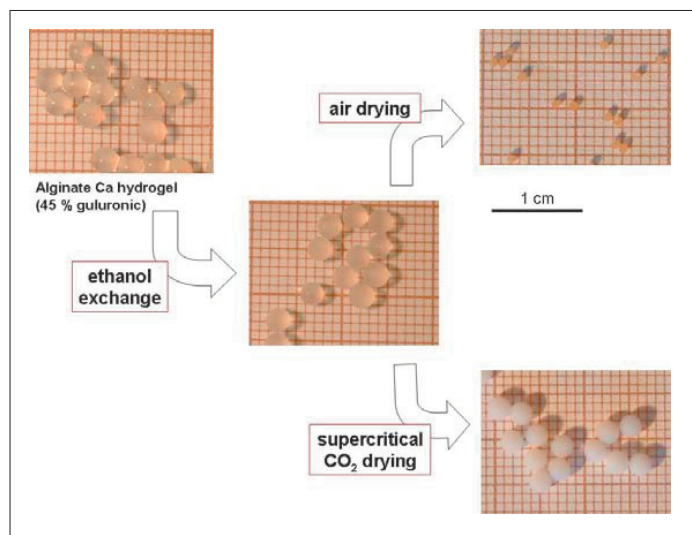 Alginate Ca hydrogel
(45 % guluronic)
ethanol
exchange
air drying
1 cm
supercritical
CO₂ drying